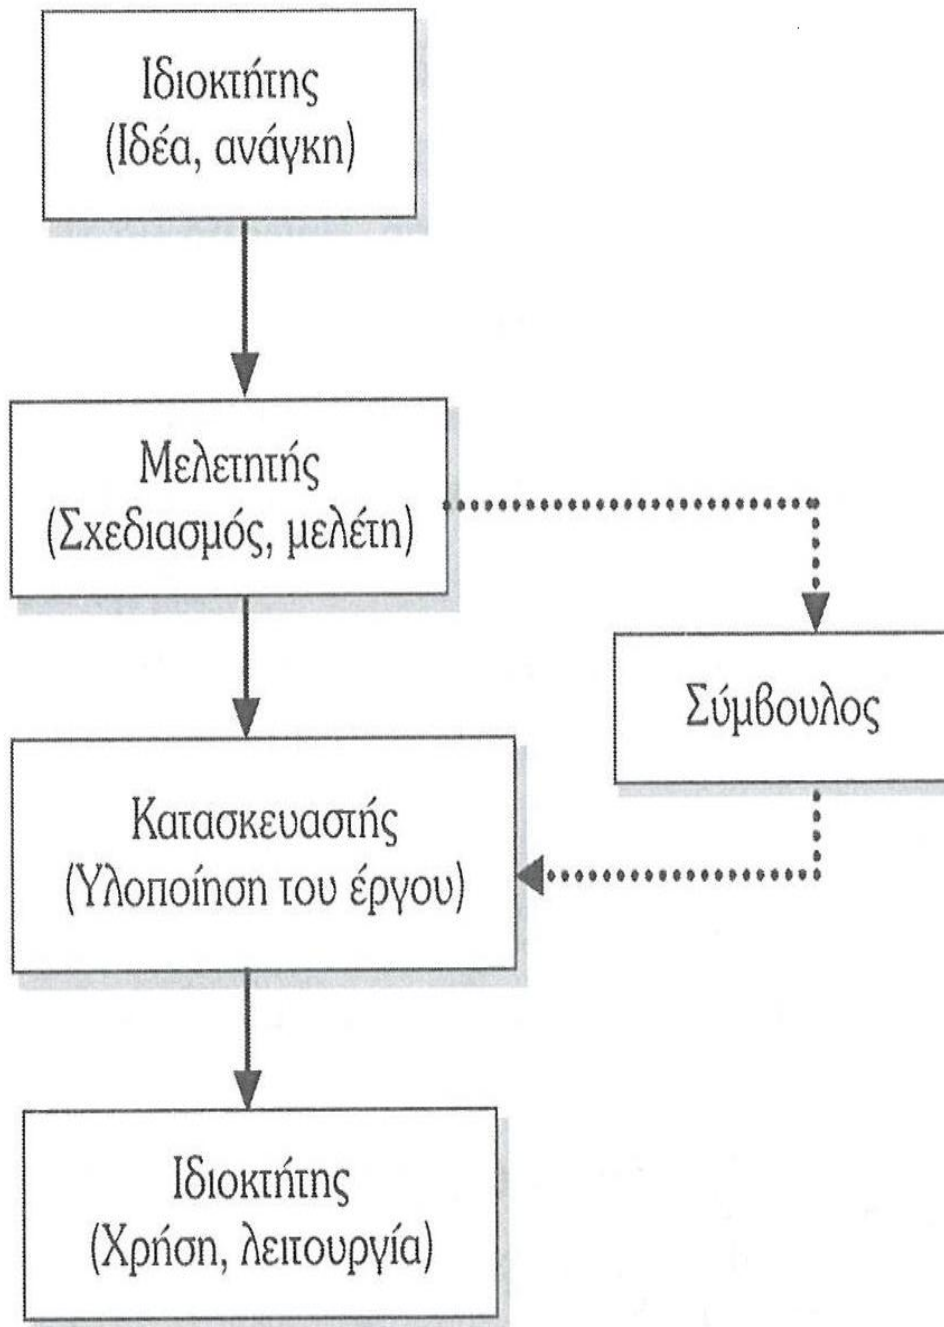 Ιδιοκτήτης
(Ιδέα, ανάγκη)
Μελετητής
(Σχεδιασμός, μελέτη)
Σύμβουλος
Κατασκευαστής
(Υλοποίηση του έργου)
Ιδιοκτήτης
(Χρήση, λειτουργία)